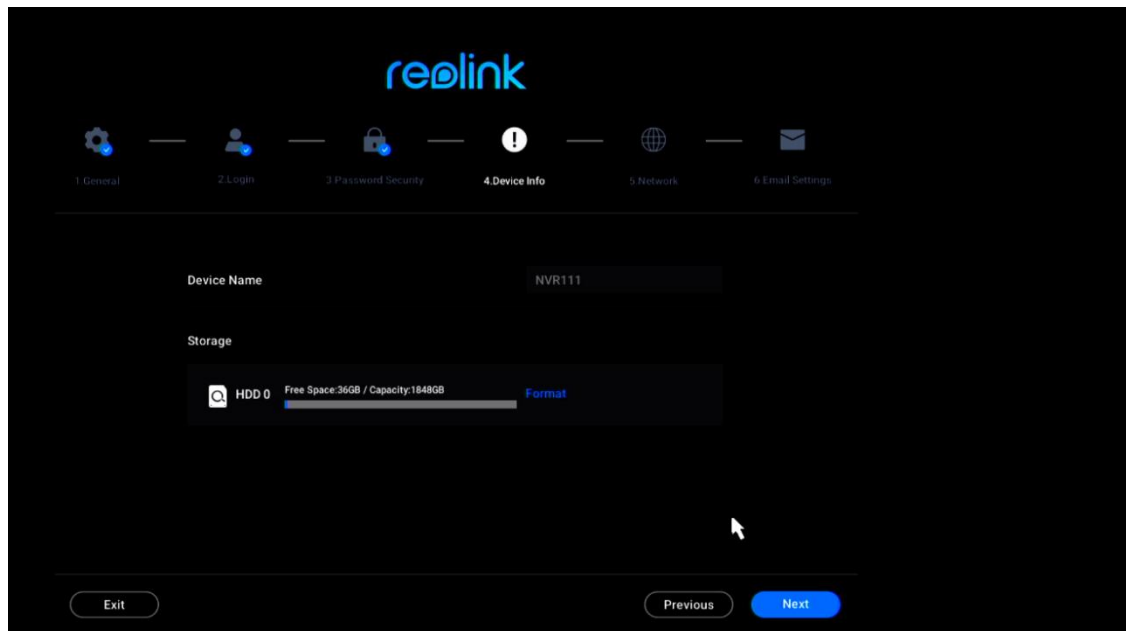 reolink
1.General
2.Login
3.Password Security
4.Device Info
5.Network
6.Email Settings
Device Name
NVR111
Storage
HDD 0
Free Space:36GB / Capacity:1848GB
Format
Exit
Previous
Next